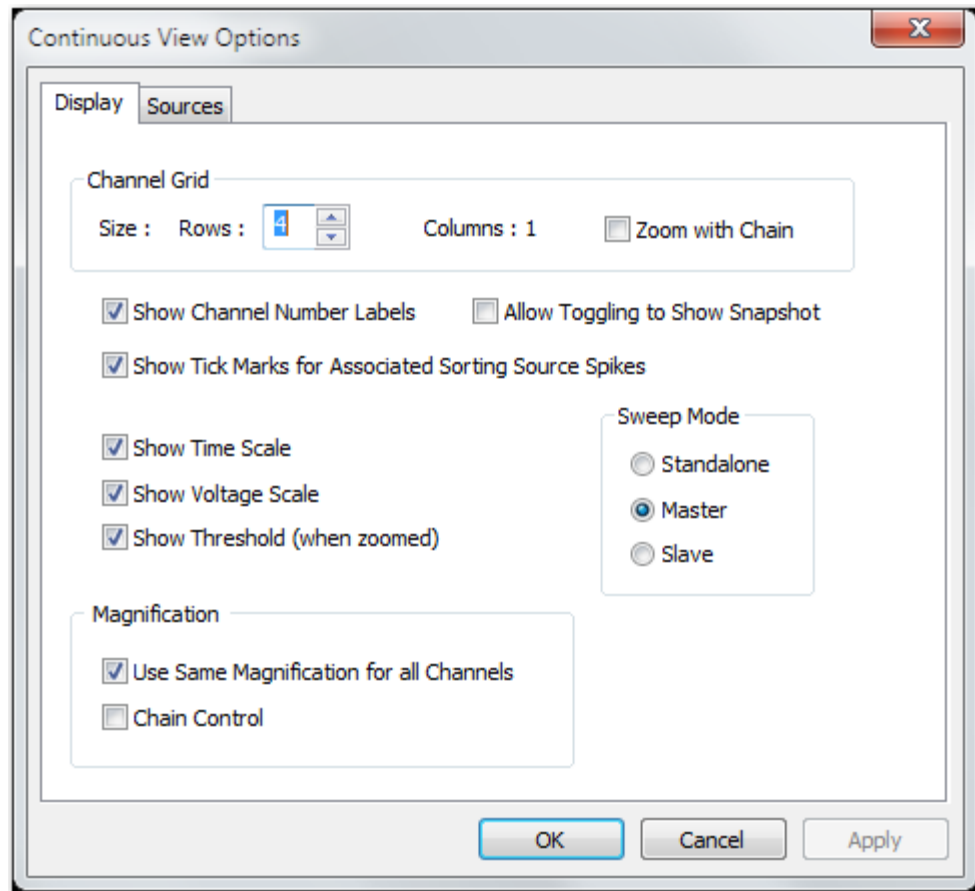 Continuous View Options
Display Sources
Channel Grid
Size : Rows : 4 Columns : 1 Zoom with Chain
Show Channel Number Labels Allow Toggling to Show Snapshot
Show Tick Marks for Associated Sorting Source Spikes
Sweep Mode
Show Time Scale
Standalone
Show Voltage Scale
Master
Show Threshold (when zoomed)
Slave
Magnification
Use Same Magnification for all Channels
Chain Control
OK Cancel Apply